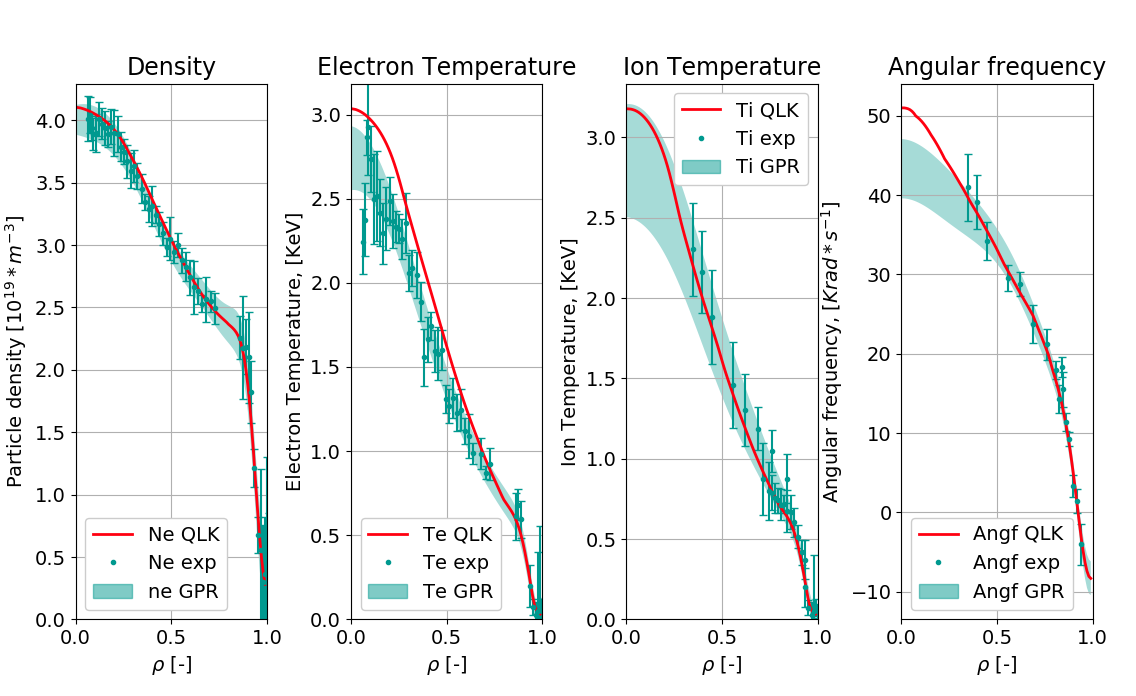 Density
Electron Temperature
Ion Temperature
Angular frequency
Particle density [10^19 * m^−3]
4.0
3.5
3.0
2.5
2.0
1.5
1.0
0.5
0.0
Ne QLK
Ne exp
ne GPR
0.0 0.5 1.0
ρ [-]
Electron Temperature, [KeV]
3.0
2.5
2.0
1.5
1.0
0.5
0.0
Te QLK
Te exp
Te GPR
0.0 0.5 1.0
ρ [-]
Ion Temperature, [KeV]
3.0
2.5
2.0
1.5
1.0
0.5
0.0
Ti QLK
Ti exp
Ti GPR
0.0 0.5 1.0
ρ [-]
Angular frequency, [Krad * s^−1]
50
40
30
20
10
0
−10
Angf QLK
Angf exp
Angf GPR
0.0 0.5 1.0
ρ [-]